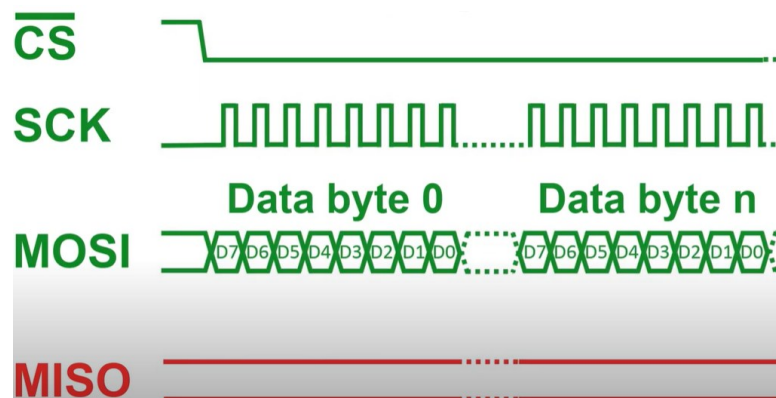 CS
SCK
Data byte 0 Data byte n
MOSI D7 D6 D5 D4 D3 D2 D1 D0 D7 D6 D5 D4 D3 D2 D1 D0
MISO